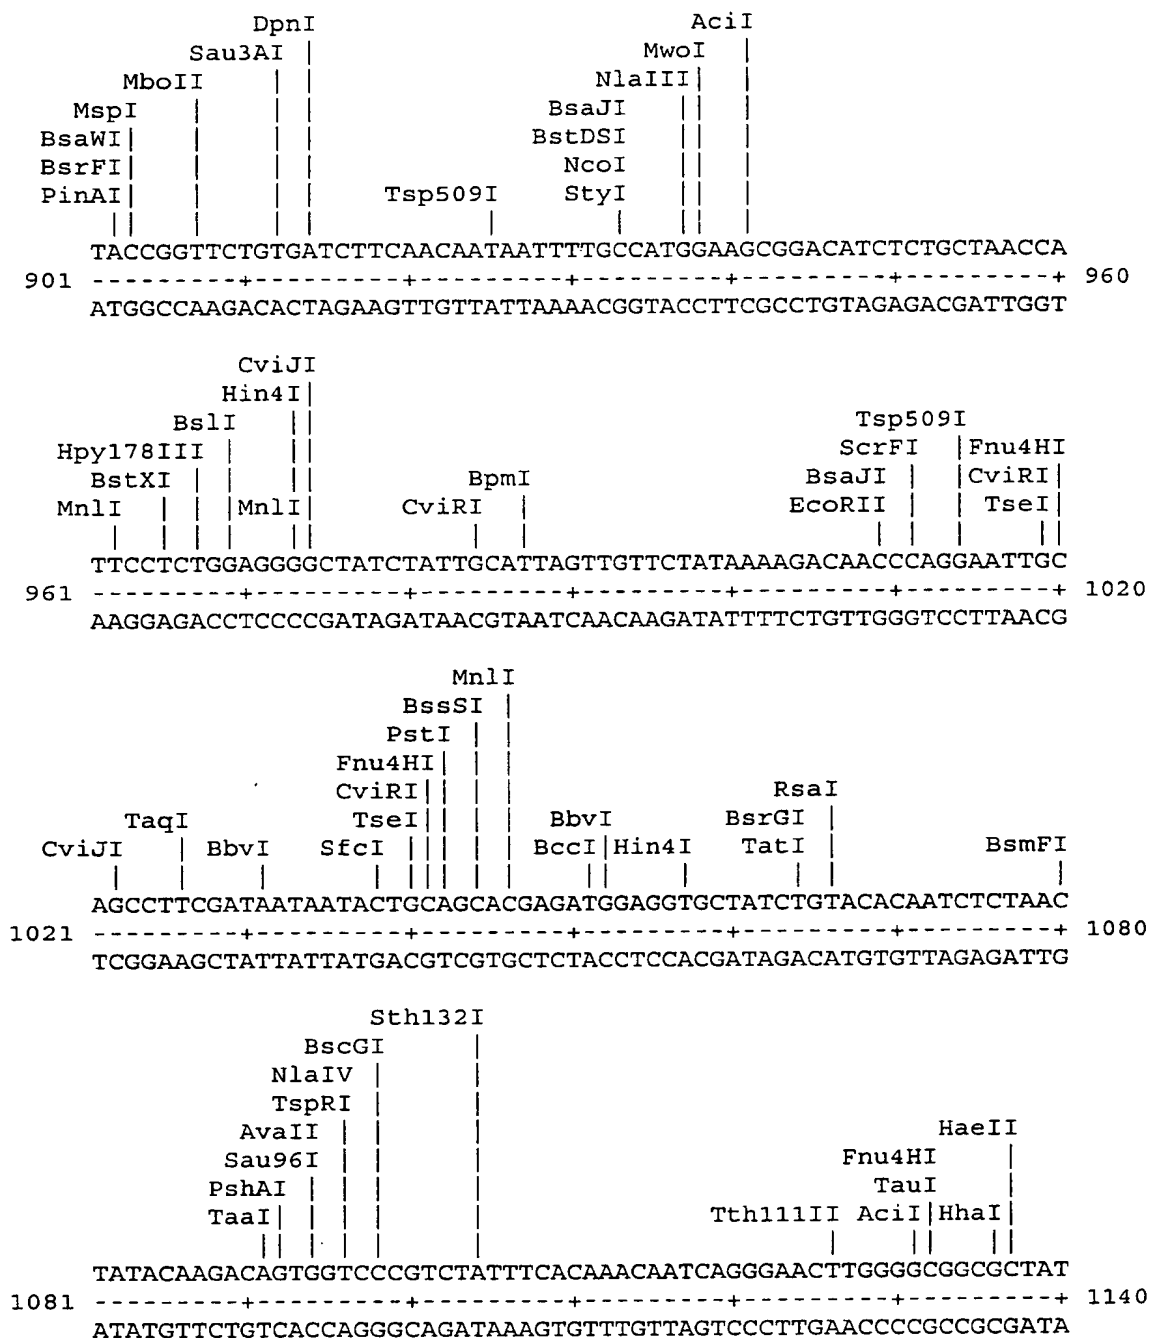 DpnI AciI
Sau3AI MwoI
MboII NlaIII
MspI BsaJI
BsaWI BstDSI
BsrFI NcoI
PinAI Tsp509I StyI
TACCGGTTCTGTGATCTTCAACAATAATTTTGCCATGGAAGCGGACATCTCTGCTAACCA
901 ---------+---------+---------+---------+---------+---------+ 960
ATGGCCAAGACACTAGAAGTTGTTATTAAAACGGTACCTTCGCCTGTAGAGACGATTGGT
CviJI
Hin4I
BslI Tsp509I
Hpy178III ScrFI Fnu4HI
BstXI BpmI BsaJI CviRI
MnlI MnlI CviRI EcoRII TseI
TTCCTCTGGAGGGGCTATCTATTGCATTAGTTGTTCTATAAAAGACAACCCAGGAATTGC
961 ---------+---------+---------+---------+---------+---------+ 1020
AAGGAGACCTCCCCGATAGATAACGTAATCAACAAGATATTTTCTGTTGGGTCCTTAACG
MnlI
BssSI
PstI
Fnu4HI
CviRI RsaI
TaqI TseI BbvI BsrGI
CviJI BbvI SfcI BccI Hin4I TatI BsmFI
AGCCTTCGATAATAATACTGCAGCACGAGATGGAGGTGCTATCTGTACACAATCTCTAAC
1021 ---------+---------+---------+---------+---------+---------+ 1080
TCGGAAGCTATTATTATGACGTCGTGCTCTACCTCCACGATAGACATGTGTTAGAGATTG
Sth132I
BscGI
NlaIV
TspRI
AvaII HaeII
Sau96I Fnu4HI
PshAI TauI
TaaI Tth111II AciI HhaI
TATACAAGACAGTGGTCCCGTCTATTTCACAAACAATCAGGGAACTTGGGGCGGCGCTAT
1081 ---------+---------+---------+---------+---------+---------+ 1140
ATATGTTCTGTCACCAGGGCAGATAAAGTGTTTGTTAGTCCCTTGAACCCCGCCGCGATA